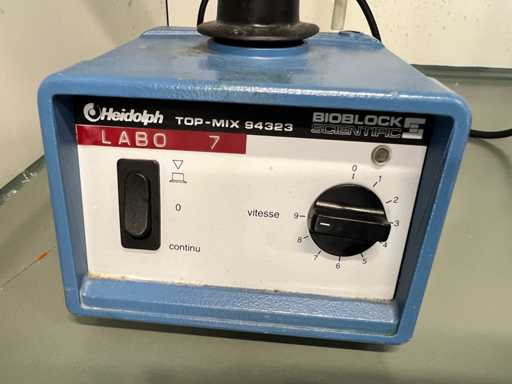 Heidolph TOP-MIX 94323 BIOBLOCK SCIENTIFIC
LABO 7
0
continu
vitesse
0
1
2
3
4
5
6
7
8
9